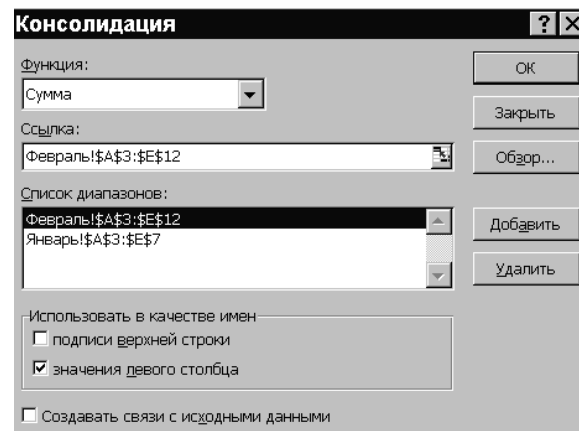 Консолидация
Функция:
ОК
Сумма
Закрыть
Ссылка:
Февраль!$A$3:$E$12
Обзор...
Список диапазонов:
Февраль!$A$3:$E$12
Добавить
Январь!$A$3:$E$7
Удалить
Использовать в качестве имен
подписи верхней строки
значения левого столбца
Создавать связи с исходными данными